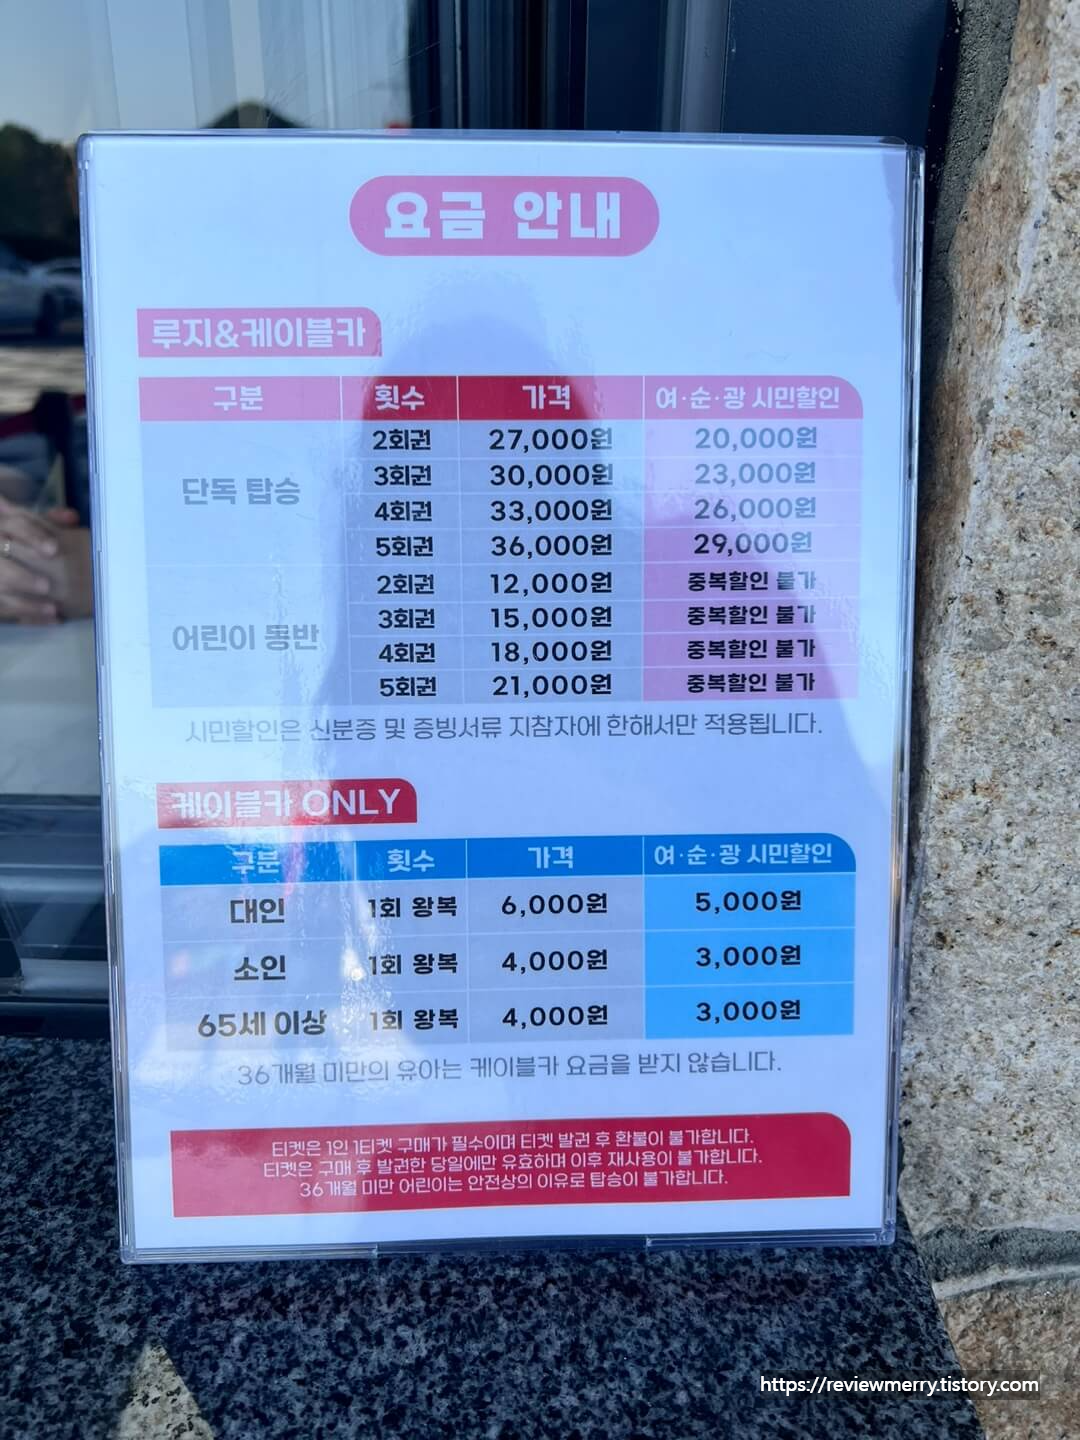 요금 안내
루지&케이블카
구분 횟수 가격 여·순·광 시민할인
단독 탑승
2회권 27,000원 20,000원
3회권 30,000원 23,000원
4회권 33,000원 26,000원
5회권 36,000원 29,000원
어린이 동반
2회권 12,000원 중복할인 불가
3회권 15,000원 중복할인 불가
4회권 18,000원 중복할인 불가
5회권 21,000원 중복할인 불가
시민할인은 신분증 및 증빙서류 지참자에 한해서만 적용됩니다.
케이블카 ONLY
구분 횟수 가격 여·순·광 시민할인
대인 1회 왕복 6,000원 5,000원
소인 1회 왕복 4,000원 3,000원
65세 이상 1회 왕복 4,000원 3,000원
36개월 미만의 유아는 케이블카 요금을 받지 않습니다.
티켓은 1인 1티켓 구매가 필수이며 티켓 발권 후 환불이 불가합니다.
티켓은 구매 후 발권한 당일에만 유효하며 이후 재사용이 불가합니다.
36개월 미만 어린이는 안전상의 이유로 탑승이 불가합니다.
https://reviewmerry.tistory.com